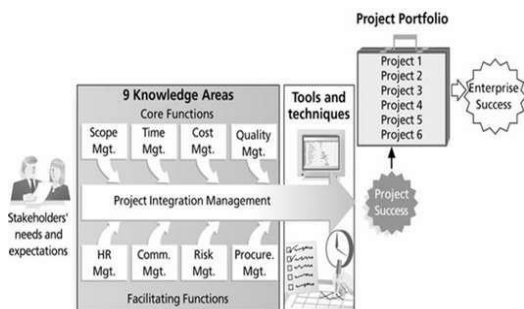 Project Portfolio
Project 1
Project 2
Project 3
Project 4
Project 5
Project 6
Enterprise
Success
9 Knowledge Areas
Core Functions
Tools and
techniques
Scope
Mgt.
Time
Mgt.
Cost
Mgt.
Quality
Mgt.
Stakeholders'
needs and
expectations
Project Integration Management
Project
Success
HR
Mgt.
Comm.
Mgt.
Risk
Mgt.
Procure.
Mgt.
Facilitating Functions